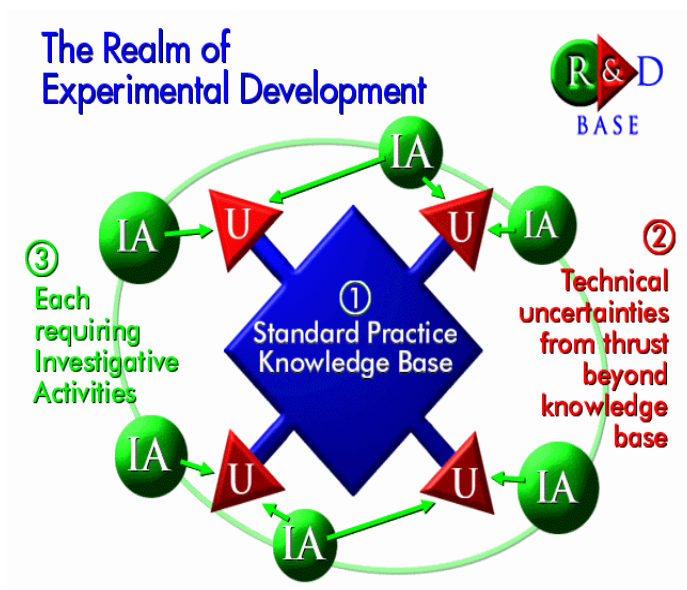 The Realm of
Experimental Development
R & D
BASE
IA
U
U
IA
IA
1
Standard Practice
Knowledge Base
2
Technical
uncertainties
from thrust
beyond
knowledge
base
3
Each
requiring
Investigative
Activities
IA
U
U
IA
IA